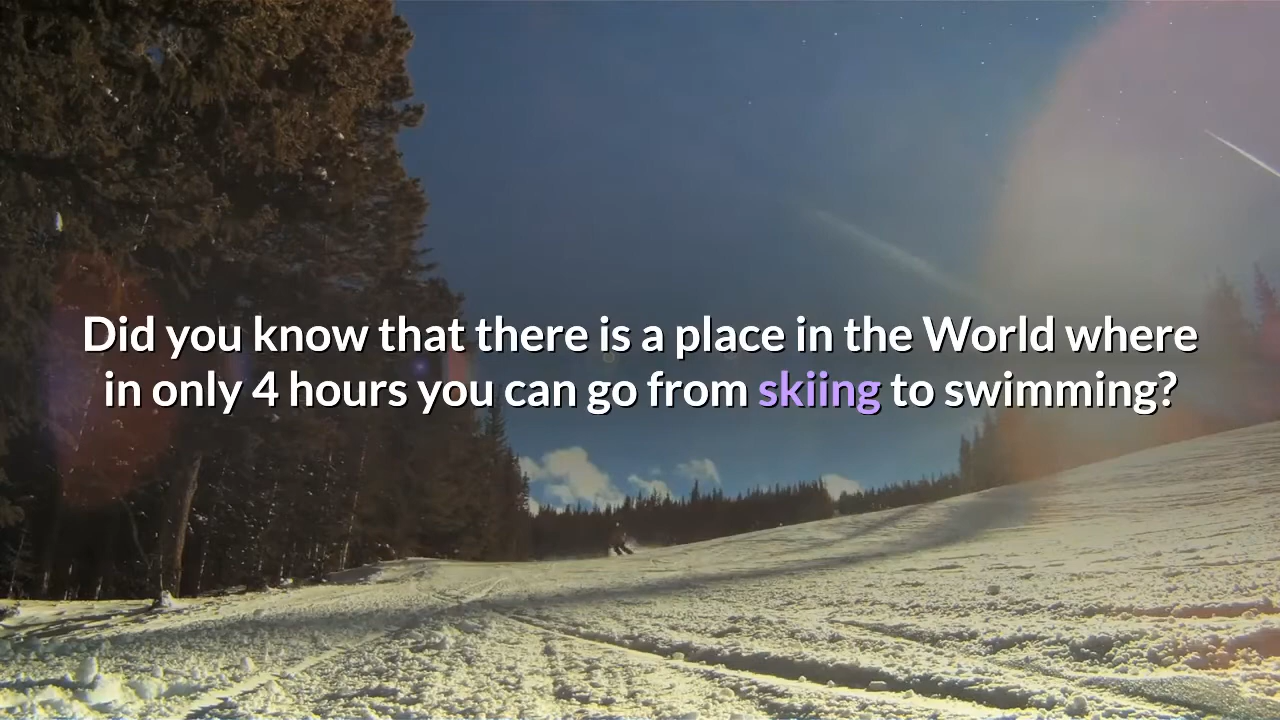 Did you know that there is a place in the World where
in only 4 hours you can go from skiing to swimming?